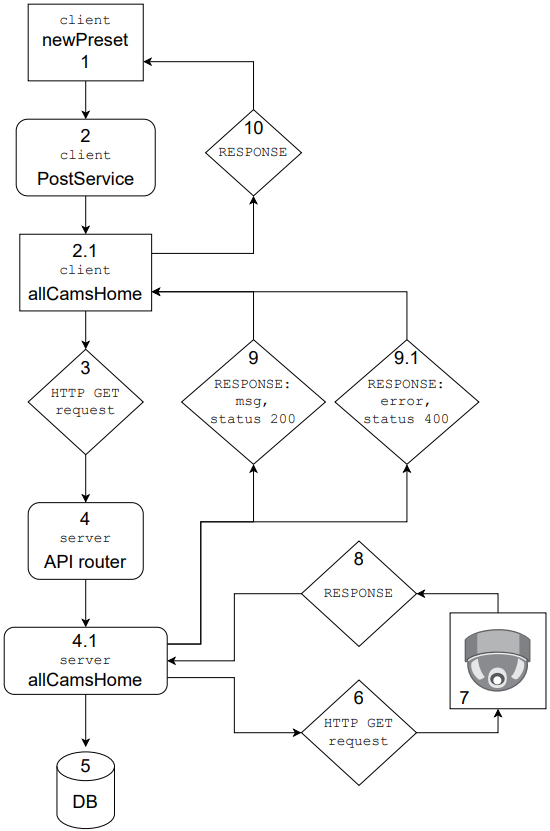 client
newPreset
1
2
client
PostService
10
RESPONSE
2.1
client
allCamsHome
3
HTTP GET
request
9
RESPONSE:
msg,
status 200
9.1
RESPONSE:
error,
status 400
4
server
API router
8
RESPONSE
4.1
server
allCamsHome
7
6
HTTP GET
request
5
DB